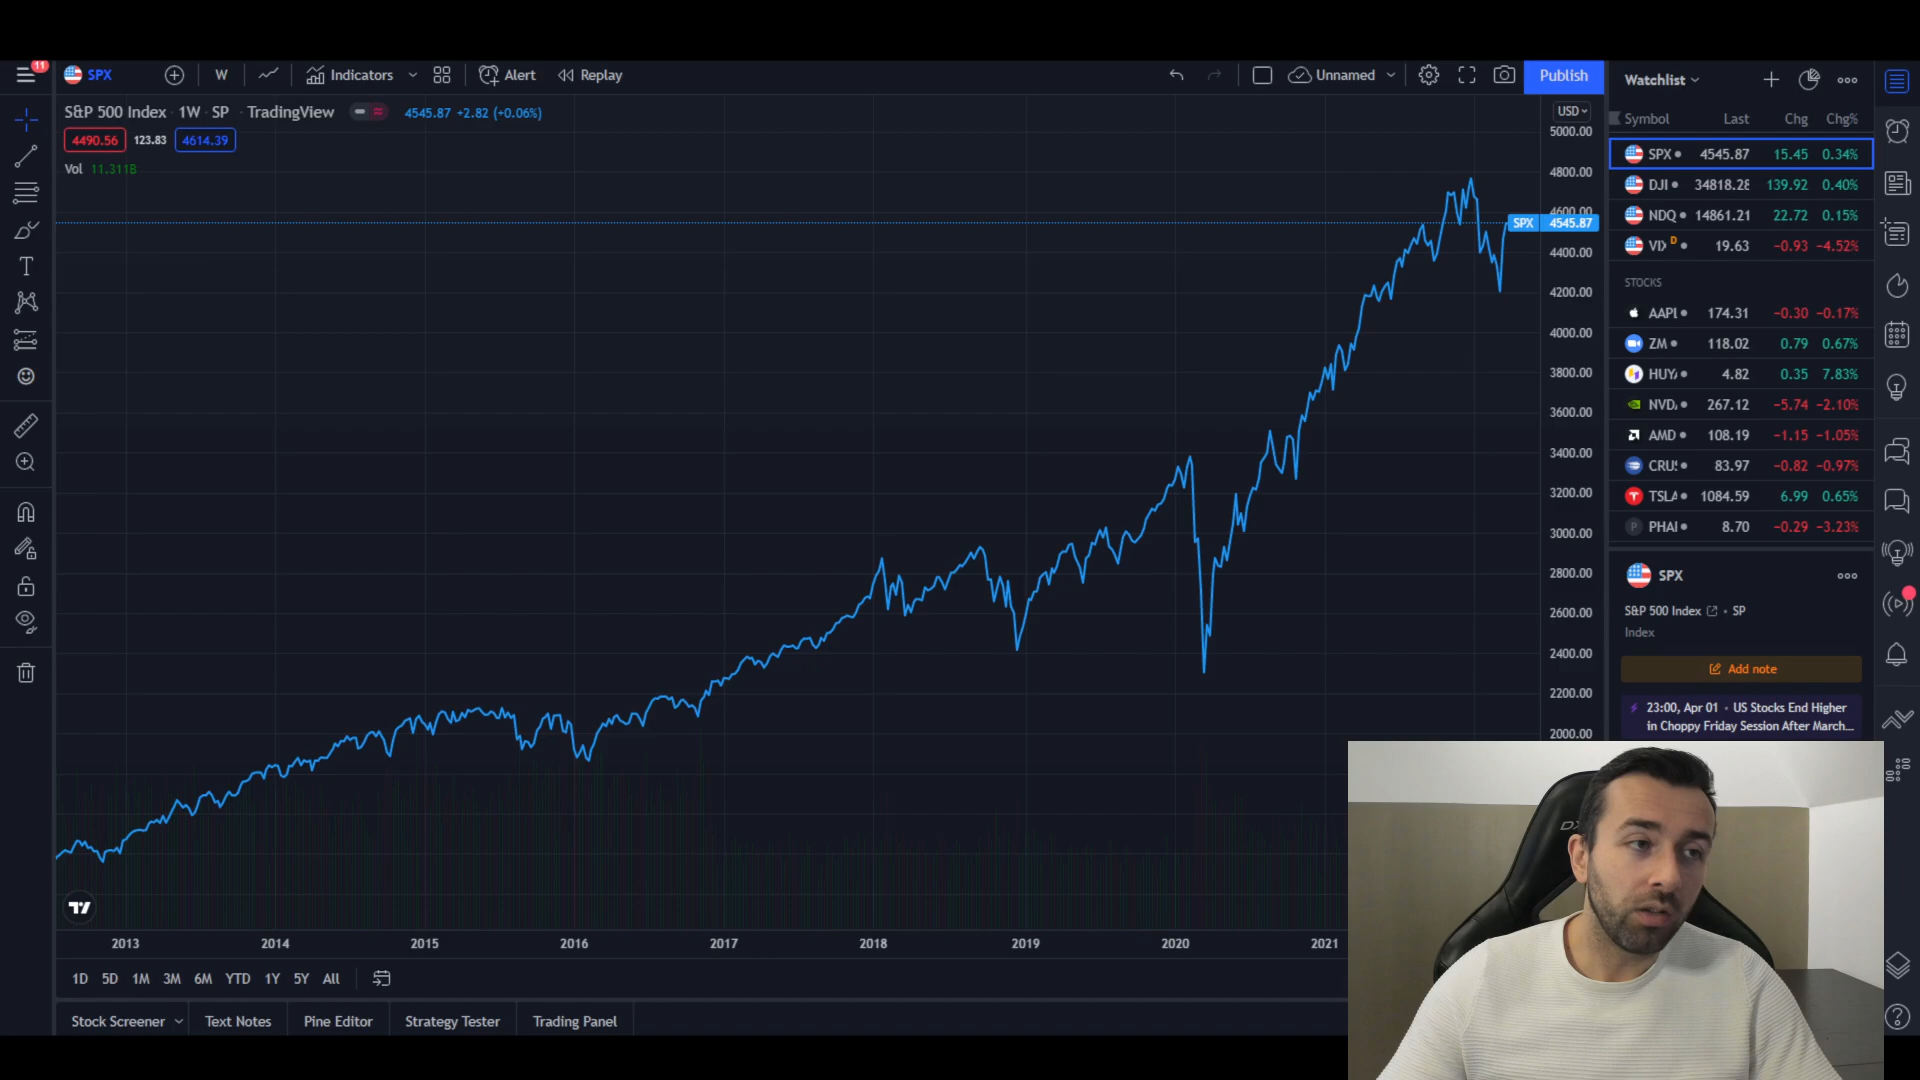 11
SPX
W
Indicators
Alert
Replay
Unnamed
Publish
S&P 500 Index · 1W · SP · TradingView
4545.87 +2.82 (+0.06%)
4490.56 123.83 4614.39
Vol 11.311B
USD
5000.00
4800.00
4600.00
SPX 4545.87
4400.00
4200.00
4000.00
3800.00
3600.00
3400.00
3200.00
3000.00
2800.00
2600.00
2400.00
2200.00
2000.00
2013 2014 2015 2016 2017 2018 2019 2020 2021
1D 5D 1M 3M 6M YTD 1Y 5Y All
Stock Screener Text Notes Pine Editor Strategy Tester Trading Panel
Watchlist
Symbol Last Chg Chg%
SPX 4545.87 15.45 0.34%
DJI 34818.28 139.92 0.40%
NDQ 14861.21 22.72 0.15%
VIX D 19.63 −0.93 −4.52%
STOCKS
AAPL 174.31 −0.30 −0.17%
ZM 118.02 0.79 0.67%
HUYA 4.82 0.35 7.83%
NVDA 267.12 −5.74 −2.10%
AMD 108.19 −1.15 −1.05%
CRUS 83.97 −0.82 −0.97%
TSLA 1084.59 6.99 0.65%
P PHAR 8.70 −0.29 −3.23%
SPX
S&P 500 Index · SP
Index
Add note
23:00, Apr 01 · US Stocks End Higher
in Choppy Friday Session After March...
DX